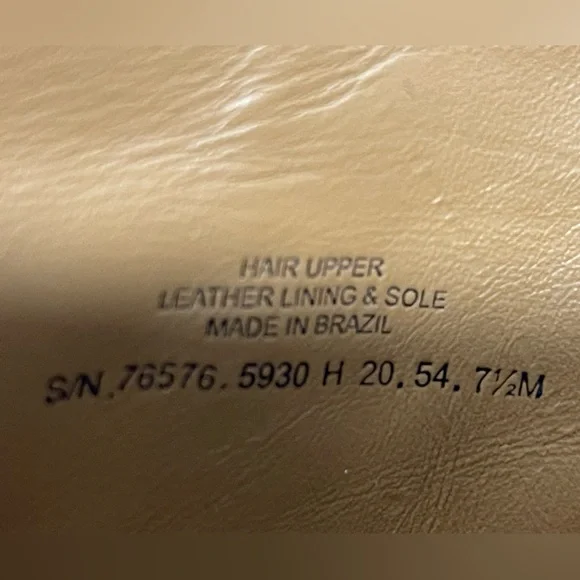 HAIR UPPER
LEATHER LINING & SOLE
MADE IN BRAZIL
S/N.76576.5930 H 20.54.7½M